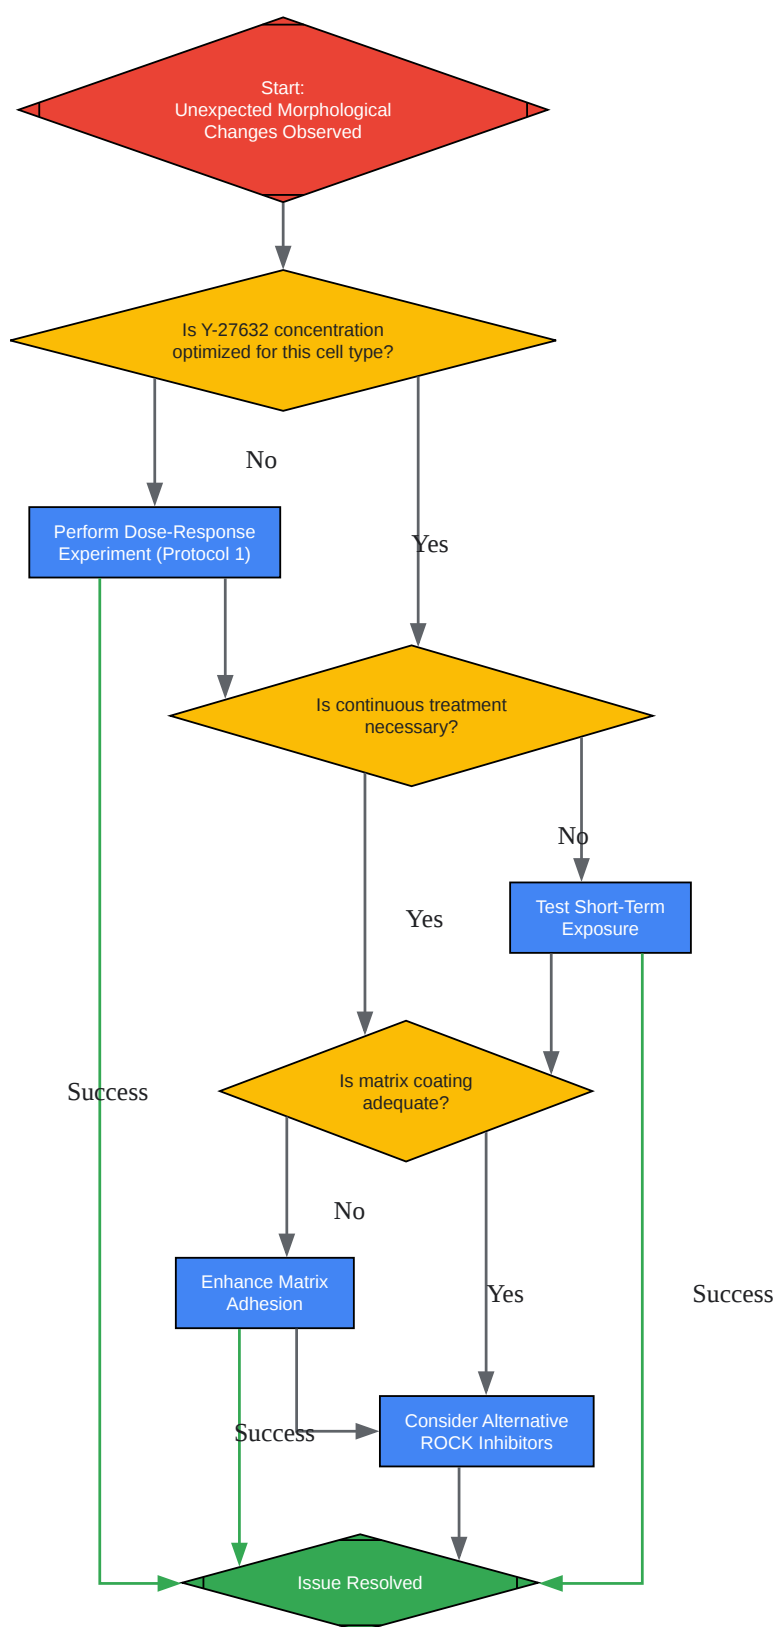 Start:
Unexpected Morphological
Changes Observed
Is Y-27632 concentration
optimized for this cell type?
No
Perform Dose-Response
Experiment (Protocol 1)
Yes
Is continuous treatment
necessary?
No
Yes
Test Short-Term
Exposure
Is matrix coating
adequate?
Success
No
Enhance Matrix
Adhesion
Yes
Success
Consider Alternative
ROCK Inhibitors
Success
Issue Resolved